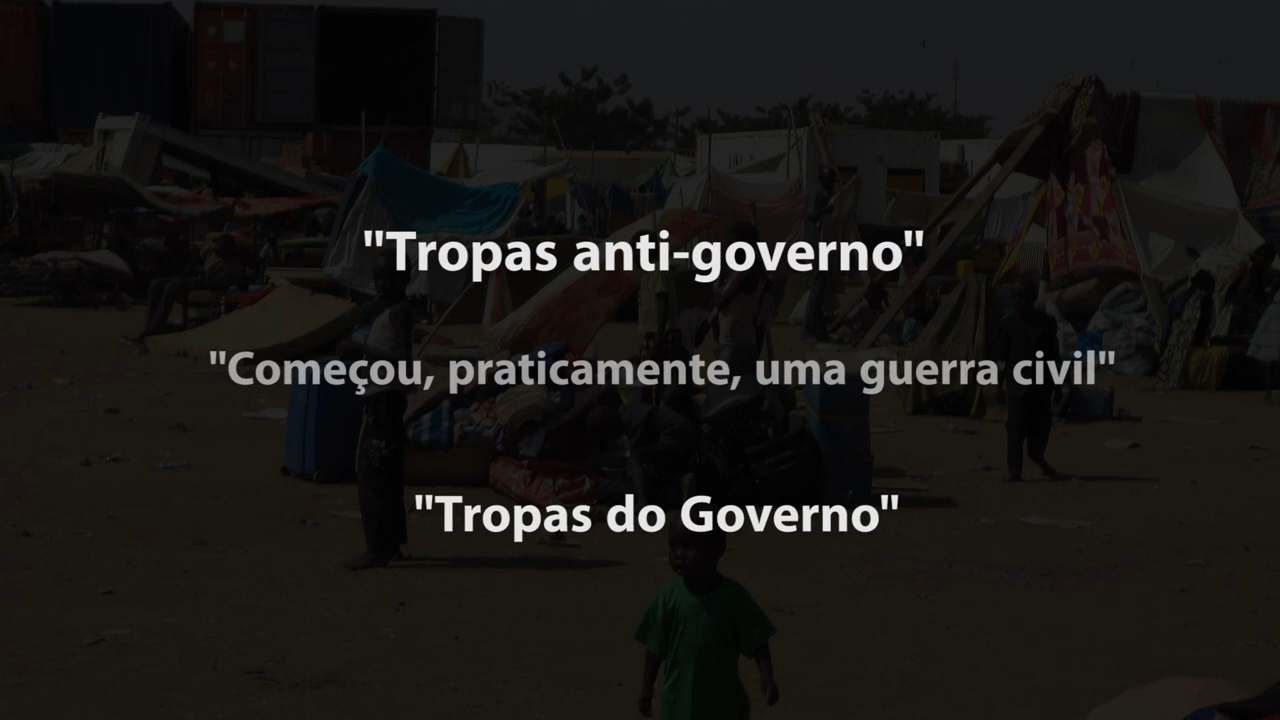 "Tropas anti-governo"
"Começou, praticamente, uma guerra civil"
"Tropas do Governo"